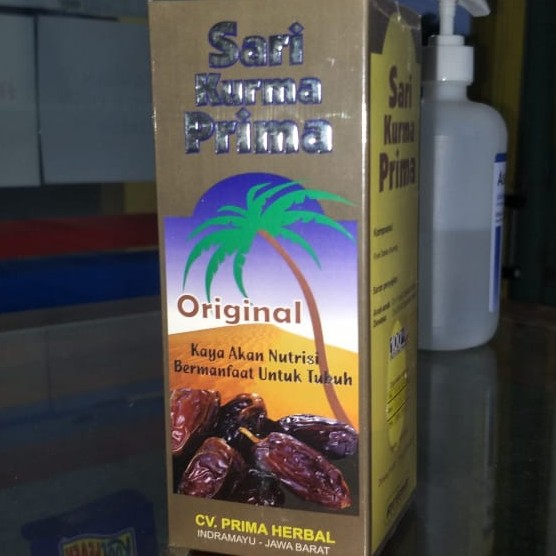 Sari
Kurma
Prima
Original
Kaya Akan Nutrisi
Bermanfaat Untuk Tubuh
CV. PRIMA HERBAL
INDRAMAYU - JAWA BARAT
Sari
Kurma
Prima